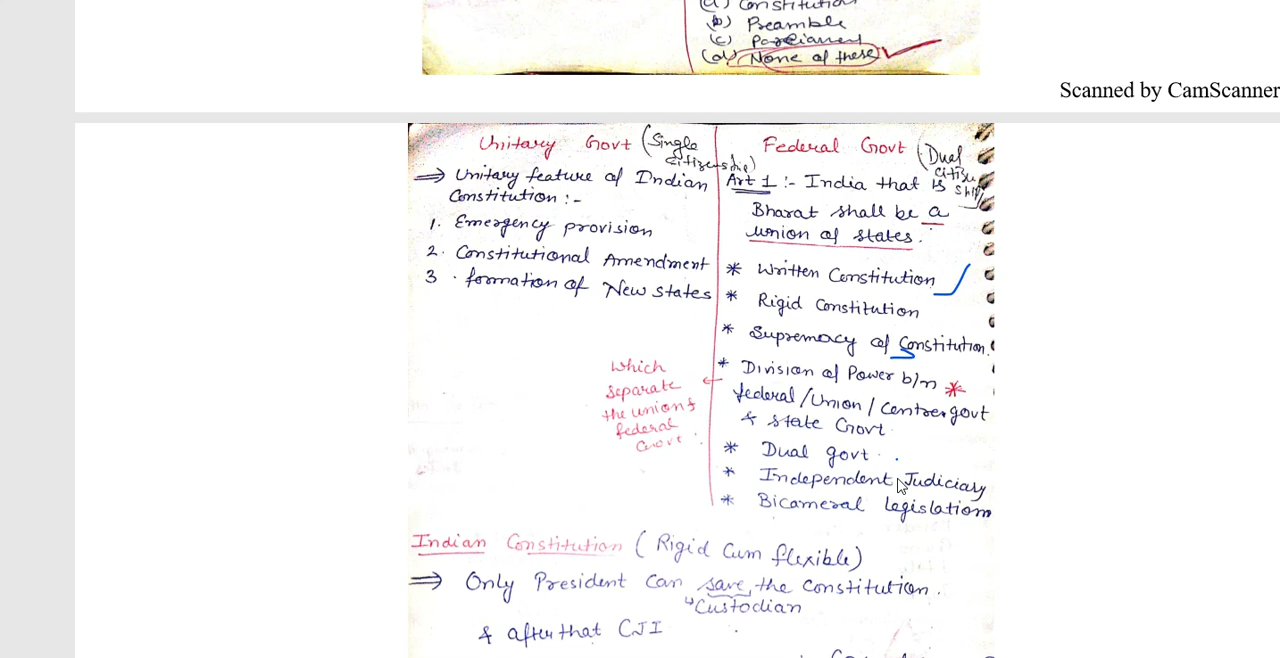 (a) Constitution
(b) Preamble
(c) Parliament
(d) None of these
Scanned by CamScanner
Unitary Govt (Single
citizenship)
⇒ Unitary feature of Indian
Constitution :-
1. Emergency provision
2. Constitutional Amendment
3. formation of New states
Federal Govt (Dual
citizenship)
Art 1 :- India that is
Bharat shall be a
union of states.
* Written Constitution
* Rigid Constitution
* Supremacy of Constitution.
* Division of Power b/n *
federal/Union/Centre govt
& state Govt
which
separate
the union &
federal
Govt.
* Dual govt.
* Independent Judiciary
* Bicameral legislation
Indian Constitution (Rigid Cum flexible)
⇒ Only President can save the constitution.
↳ Custodian
& after that CJI